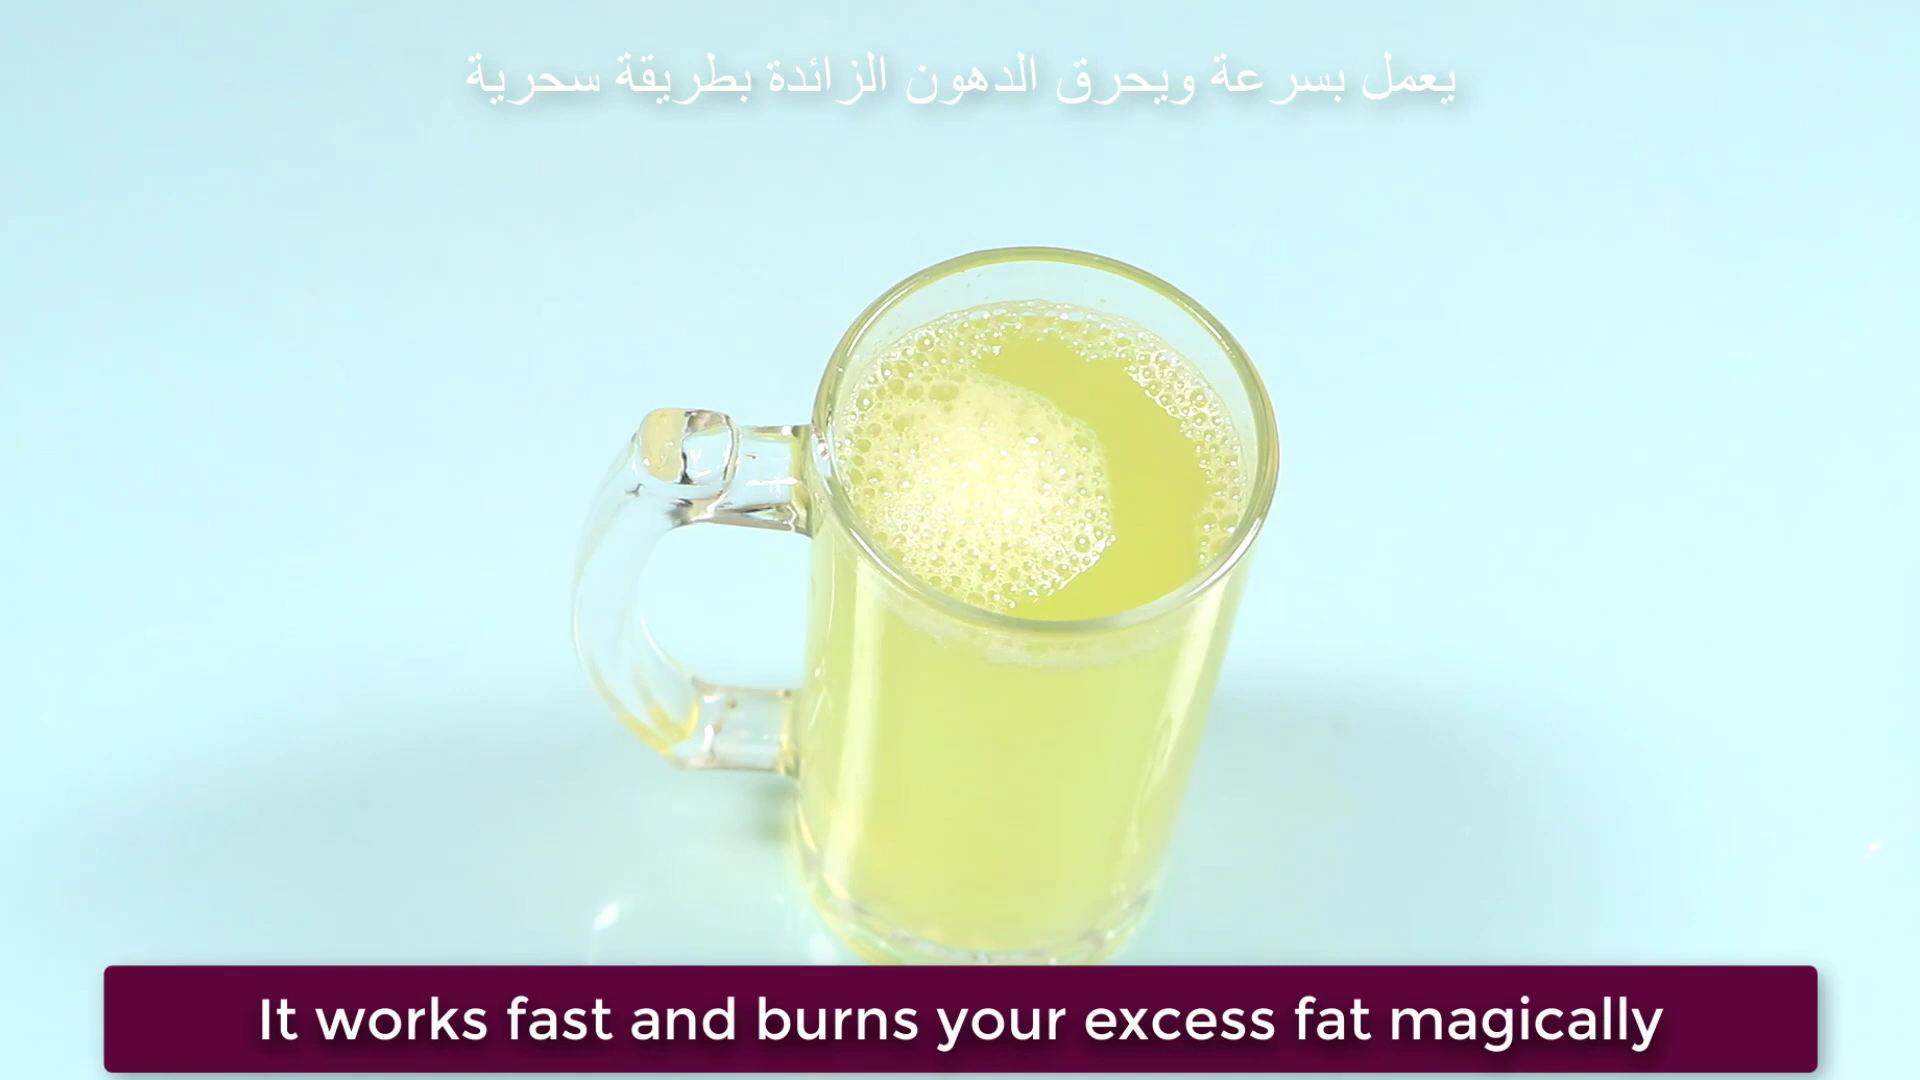 يعمل بسرعة ويحرق الدهون الزائدة بطريقة سحرية
It works fast and burns your excess fat magically